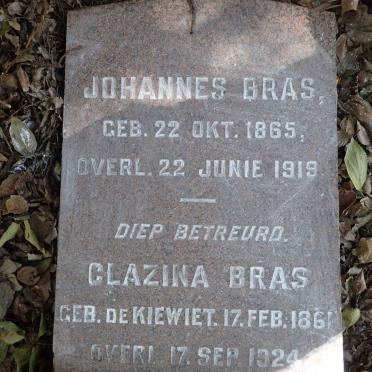 JOHANNES BRAS,
GEB. 22 OKT. 1865,
OVERL. 22 JUNIE 1919
DIEP BETREURD.
CLAZINA BRAS
GEB. DE KIEWIET. 17. FEB.
OVERL 17. SEP. 1924